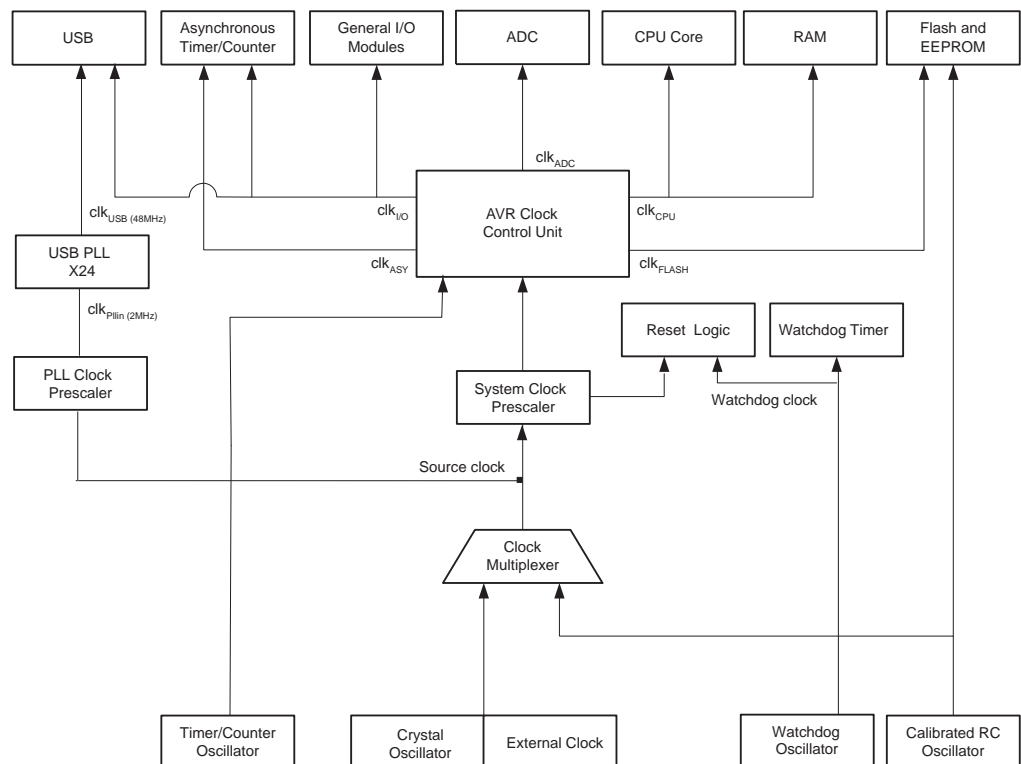 USB
Asynchronous
Timer/Counter
General I/O
Modules
ADC
CPU Core
RAM
Flash and
EEPROM
clkADC
clkI/O
AVR Clock
Control Unit
clkCPU
clkUSB (48MHz)
USB PLL
X24
clkASY
clkFLASH
clkPllin (2MHz)
Reset Logic
Watchdog Timer
PLL Clock
Prescaler
System Clock
Prescaler
Watchdog clock
Source clock
Clock
Multiplexer
Timer/Counter
Oscillator
Crystal
Oscillator
External Clock
Watchdog
Oscillator
Calibrated RC
Oscillator